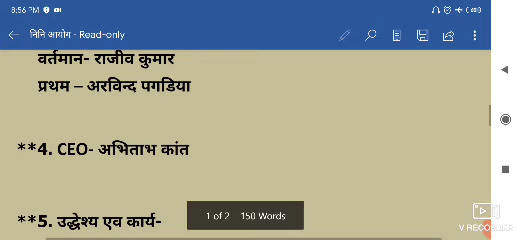 8:56 PM
निनि आयोग - Read-only
वर्तमान- राजीव कुमार
प्रथम – अरविन्द पगडिया
**4. CEO- अभिताभ कांत
**5. उद्धेश्य एव कार्य-
1 of 2 150 Words
V RECORDER